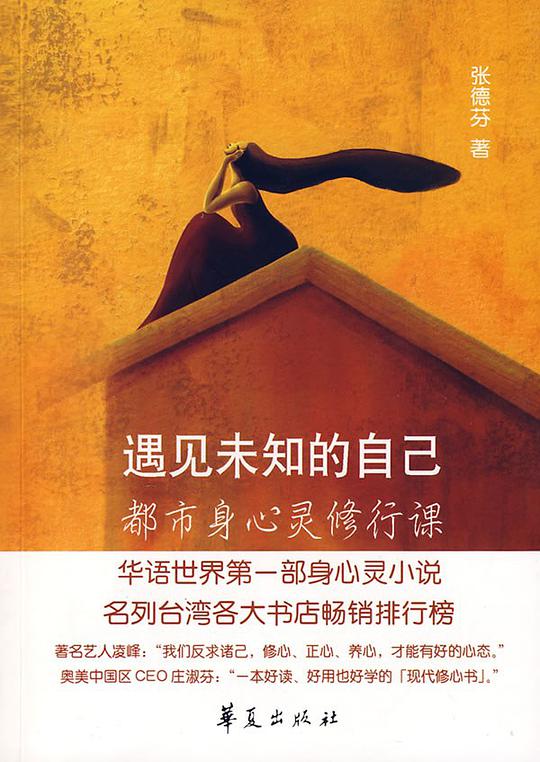 张德芬 著
遇见未知的自己
都市身心灵修行课
华语世界第一部身心灵小说
名列台湾各大书店畅销排行榜
著名艺人凌峰：“我们反求诸己，修心、正心、养心，才能有好的心态。”
奥美中国区CEO庄淑芬：“一本好读、好用也好学的「现代修心书」。”
華夏出版社